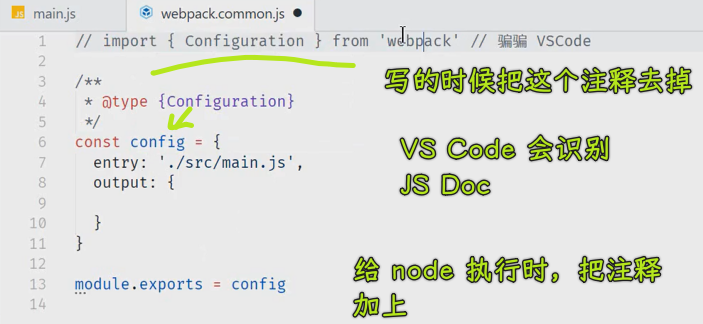 main.js
webpack.common.js
1 // import { Configuration } from 'webpack' // 骗骗 VSCode
2
3 /**
4  * @type {Configuration}
5  */
6 const config = {
7   entry: './src/main.js',
8   output: {
9
10   }
11 }
12
13 module.exports = config
14
写的时候把这个注释去掉
VS Code 会识别
JS Doc
给 node 执行时，把注释
加上